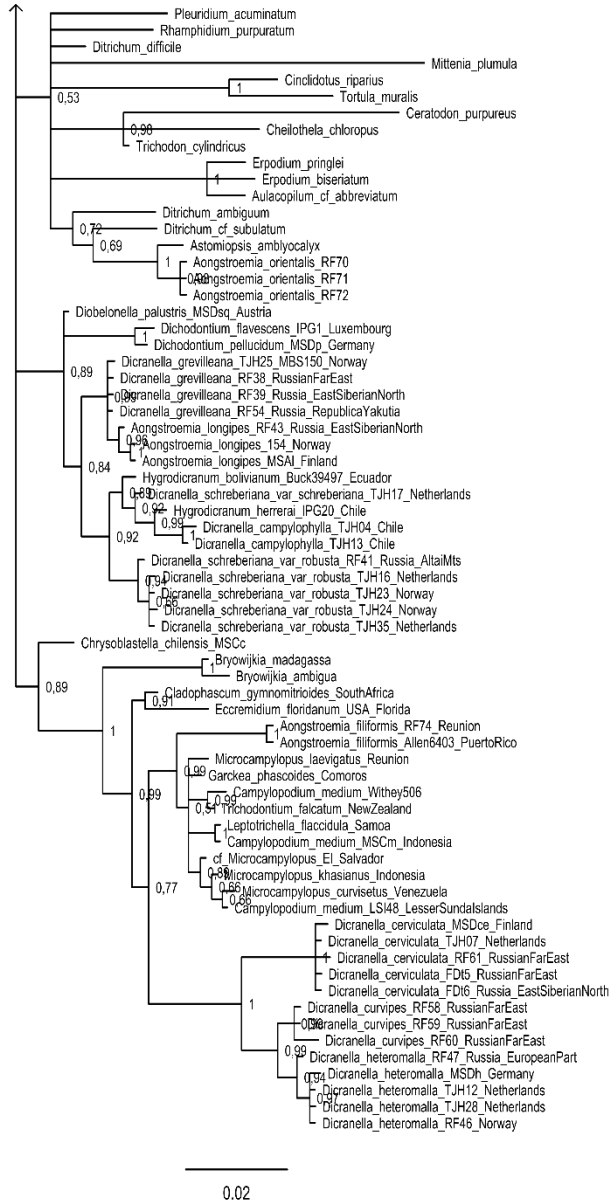 Pleuridium_acuminatum
Rhamphidium_purpuratum
Ditrichum_difficile
Mittenia_plumula
0,53
Cinclidotus_riparius
1
Tortula_muralis
Ceratodon_purpureus
0,98
Cheilothela_chloropus
Trichodon_cylindricus
Erpodium_pringlei
1
Erpodium_biseriatum
Aulacopilum_cf_abbreviatum
Ditrichum_ambiguum
0,72
Ditrichum_cf_subulatum
0,69
Astomiopsis_amblyocalyx
1
Aongstroemia_orientalis_RF70
Aongstroemia_orientalis_RF71
Aongstroemia_orientalis_RF72
Diobelonella_palustris_MSDsq_Austria
Dichodontium_flavescens_IPG1_Luxembourg
1
Dichodontium_pellucidum_MSDp_Germany
0,89
Dicranella_grevilleana_TJH25_MBS150_Norway
Dicranella_grevilleana_RF38_RussianFarEast
Dicranella_grevilleana_RF39_Russia_EastSiberianNorth
Dicranella_grevilleana_RF54_Russia_RepublicaYakutia
Aongstroemia_longipes_RF43_Russia_EastSiberianNorth
0,96
Aongstroemia_longipes_154_Norway
1
Aongstroemia_longipes_MSAl_Finland
0,84
Hygrodicranum_bolivianum_Buck39497_Ecuador
0,89
Dicranella_schreberiana_var_schreberiana_TJH17_Netherlands
0,92
Hygrodicranum_herrerai_IPG20_Chile
0,99
Dicranella_campylophylla_TJH04_Chile
1
Dicranella_campylophylla_TJH13_Chile
0,92
Dicranella_schreberiana_var_robusta_RF41_Russia_AltaiMts
0,94
Dicranella_schreberiana_var_robusta_TJH16_Netherlands
Dicranella_schreberiana_var_robusta_TJH23_Norway
Dicranella_schreberiana_var_robusta_TJH24_Norway
Dicranella_schreberiana_var_robusta_TJH35_Netherlands
Chrysoblastella_chilensis_MSCc
0,89
Bryowijkia_madagassa
1
Bryowijkia_ambigua
1
Cladophascum_gymnomitrioides_SouthAfrica
0,91
Eccremidium_floridanum_USA_Florida
Aongstroemia_filiformis_RF74_Reunion
1
Aongstroemia_filiformis_Allen6403_PuertoRico
Microcampylopus_laevigatus_Reunion
0,99
Garckea_phascoides_Comoros
0,99
Campylopodium_medium_Withey506
0,99
0,51
Trichodontium_falcatum_NewZealand
Leptotrichella_flaccidula_Samoa
1
Campylopodium_medium_MSCm_Indonesia
cf_Microcampylopus_El_Salvador
Microcampylopus_khasianus_Indonesia
0,66
Microcampylopus_curvisetus_Venezuela
0,66
Campylopodium_medium_LSI48_LesserSundaIslands
0,77
Dicranella_cerviculata_MSDce_Finland
Dicranella_cerviculata_TJH07_Netherlands
1
Dicranella_cerviculata_RF61_RussianFarEast
Dicranella_cerviculata_FDt5_RussianFarEast
Dicranella_cerviculata_FDt6_Russia_EastSiberianNorth
1
Dicranella_curvipes_RF58_RussianFarEast
Dicranella_curvipes_RF59_RussianFarEast
Dicranella_curvipes_RF60_RussianFarEast
0,99
Dicranella_heteromalla_RF47_Russia_EuropeanPart
0,94
Dicranella_heteromalla_MSDh_Germany
Dicranella_heteromalla_TJH12_Netherlands
0,97
Dicranella_heteromalla_TJH28_Netherlands
Dicranella_heteromalla_RF46_Norway
0.02